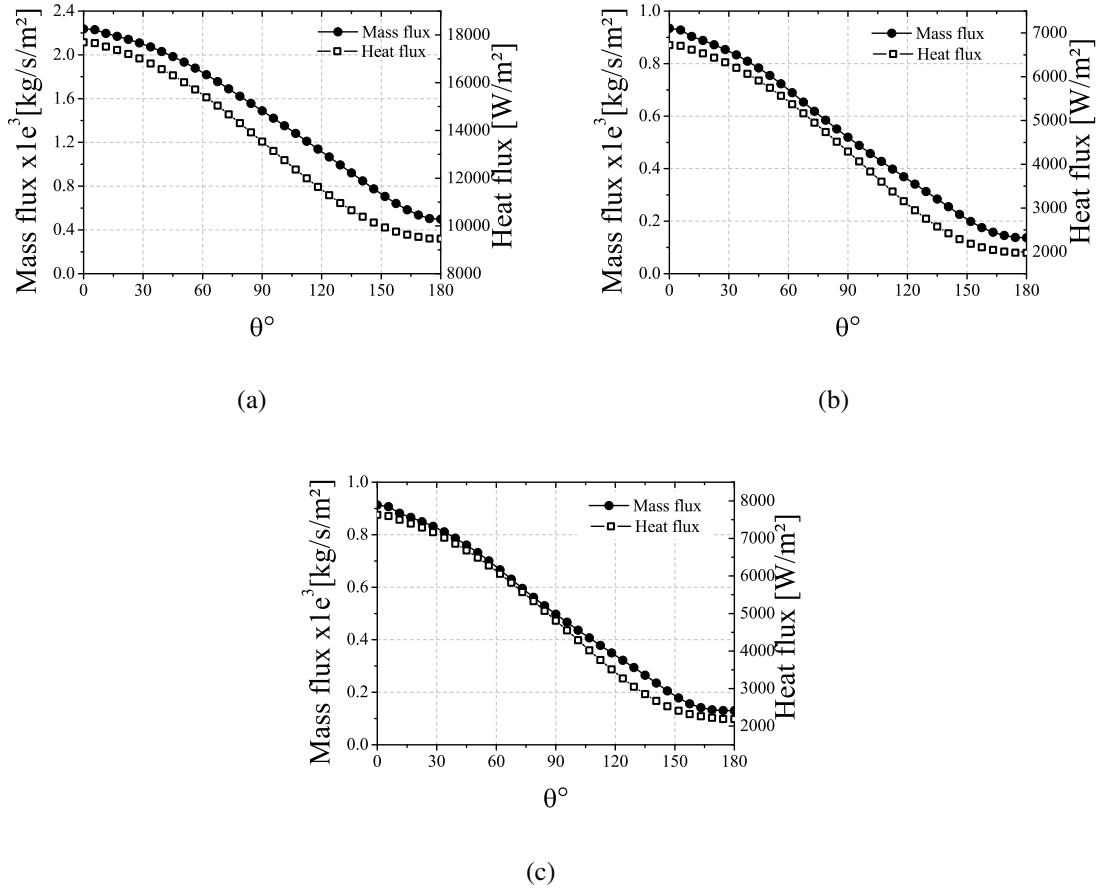 Mass flux x1e³[kg/s/m²]
2.4
2.0
1.6
1.2
0.8
0.4
0.0
Mass flux
Heat flux
18000
16000
14000
12000
10000
8000
Heat flux [W/m²]
0 30 60 90 120 150 180
θ°
(a)
Mass flux x1e³[kg/s/m²]
1.0
0.8
0.6
0.4
0.2
0.0
Mass flux
Heat flux
7000
6000
5000
4000
3000
2000
Heat flux [W/m²]
0 30 60 90 120 150 180
θ°
(b)
Mass flux x1e³[kg/s/m²]
1.0
0.8
0.6
0.4
0.2
0.0
Mass flux
Heat flux
8000
7000
6000
5000
4000
3000
2000
Heat flux [W/m²]
0 30 60 90 120 150 180
θ°
(c)